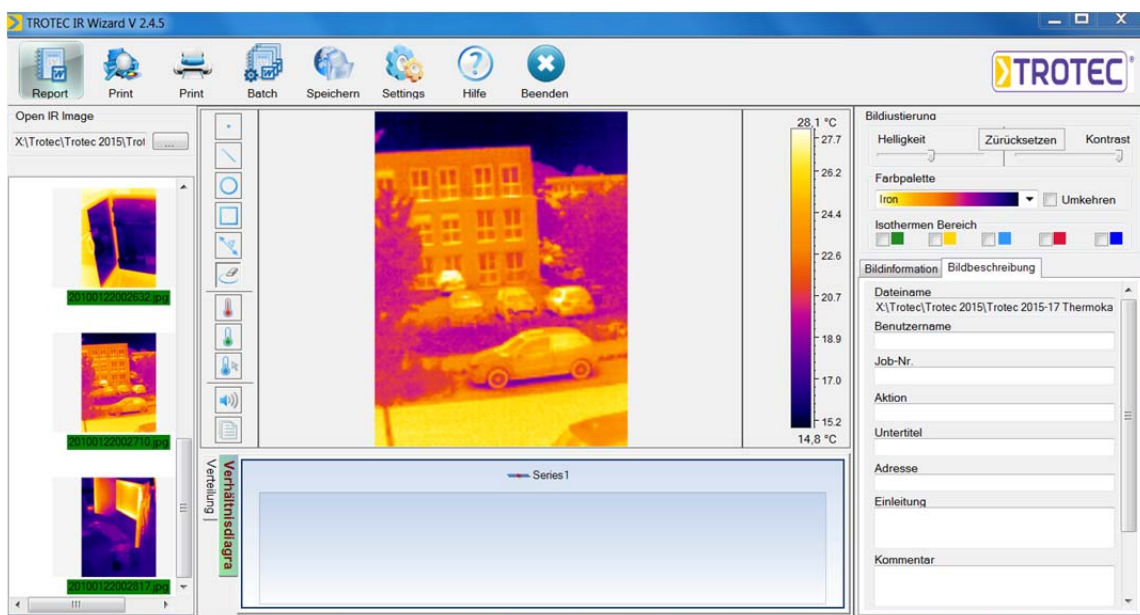 TROTEC IR Wizard V 2.4.5
Report
Print
Print
Batch
Speichern
Settings
Hilfe
Beenden
TROTEC
Open IR Image
X:\Trotec\Trotec 2015\Trot
...
20100122002632.jpg
20100122002710.jpg
20100122002817.jpg
28,1 °C
27.7
26.2
24.4
22.6
20.7
18.9
17.0
15.2
14,8 °C
Verteilung
Verhältnisdiagra
Series1
Bildjustierung
Helligkeit
Zürücksetzen
Kontrast
Farbpalette
Iron
Umkehren
Isothermen Bereich
Bildinformation
Bildbeschreibung
Dateiname
X:\Trotec\Trotec 2015\Trotec 2015-17 Thermoka
Benutzername
Job-Nr.
Aktion
Untertitel
Adresse
Einleitung
Kommentar